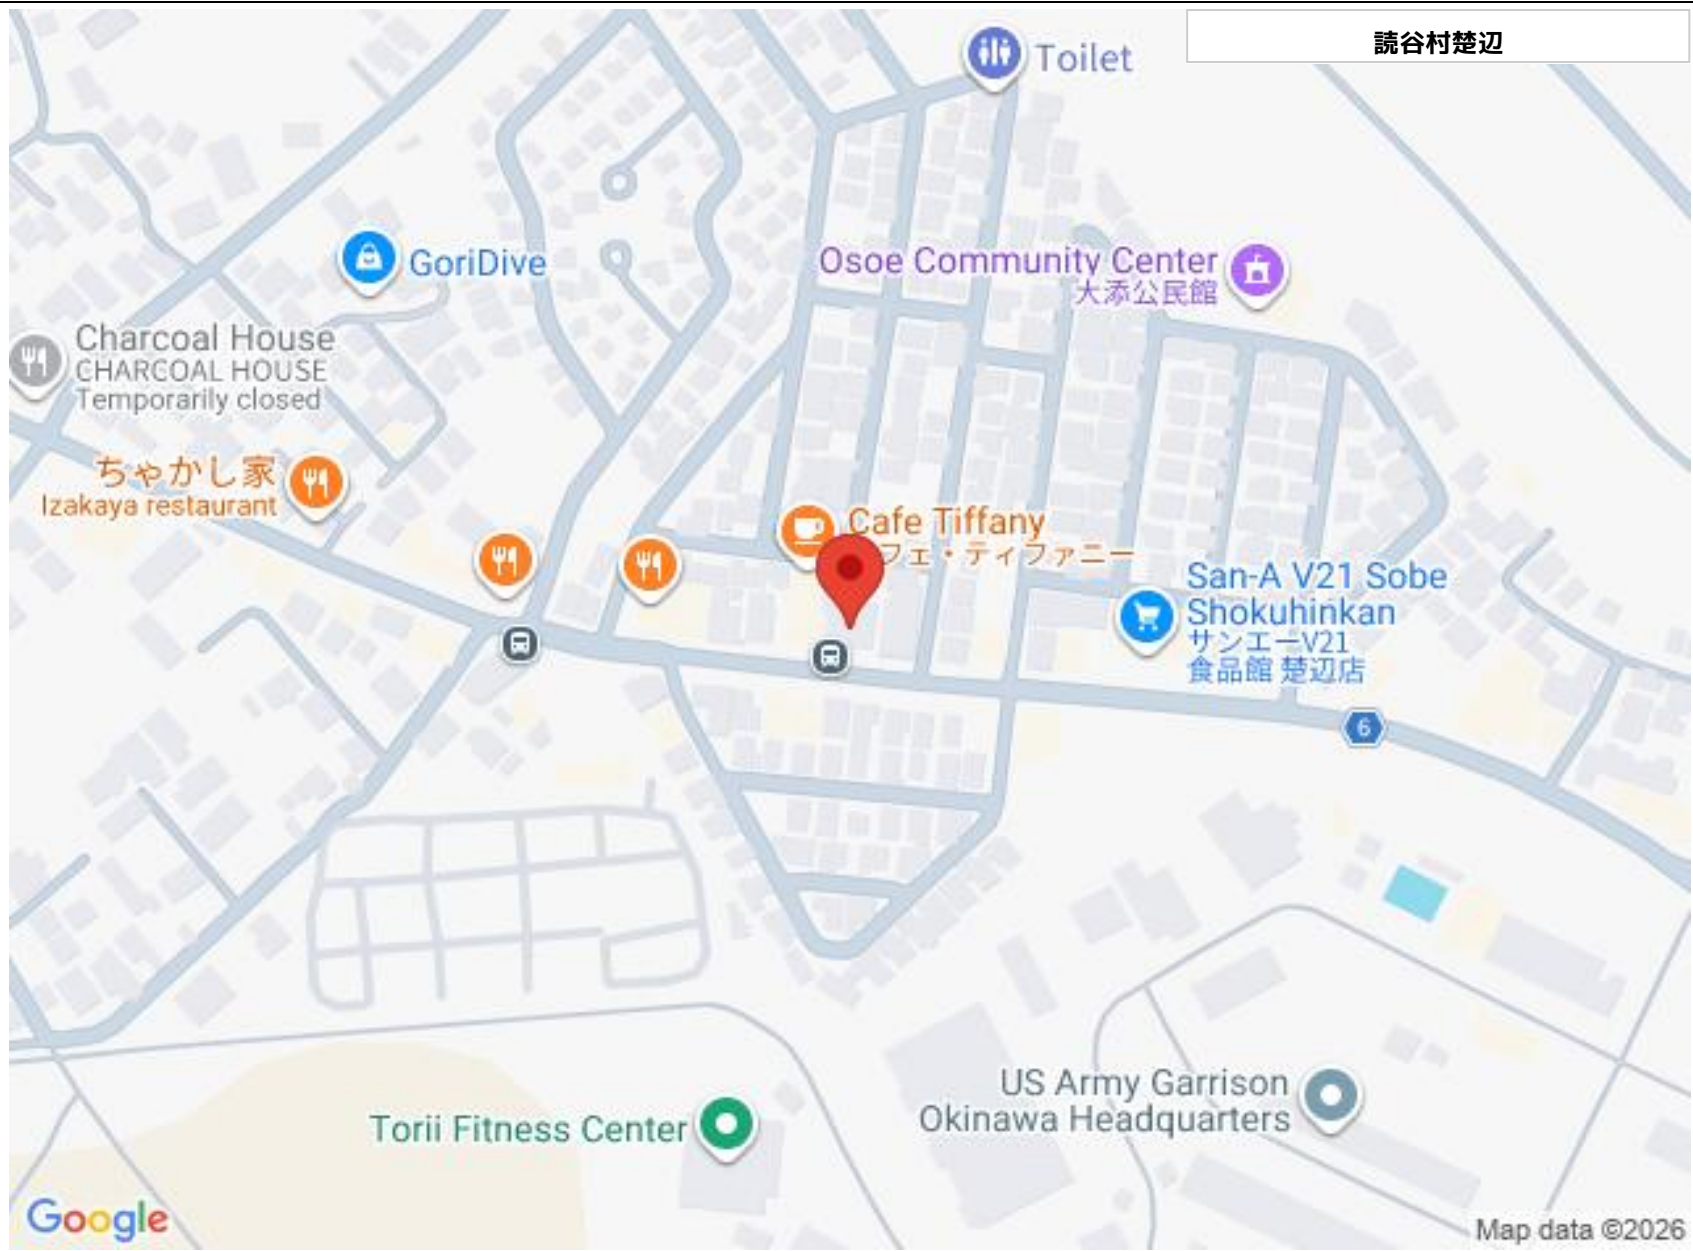 読谷村楚辺
Toilet
GoriDive
Osoe Community Center
大添公民館
Charcoal House
CHARCOAL HOUSE
Temporarily closed
ちゃかし家
Izakaya restaurant
Cafe Tiffany
フェ・ティファニー
San-A V21 Sobe
Shokuhinkan
サンエーV21
食品館 楚辺店
6
US Army Garrison
Okinawa Headquarters
Torii Fitness Center
Google
Map data ©2026